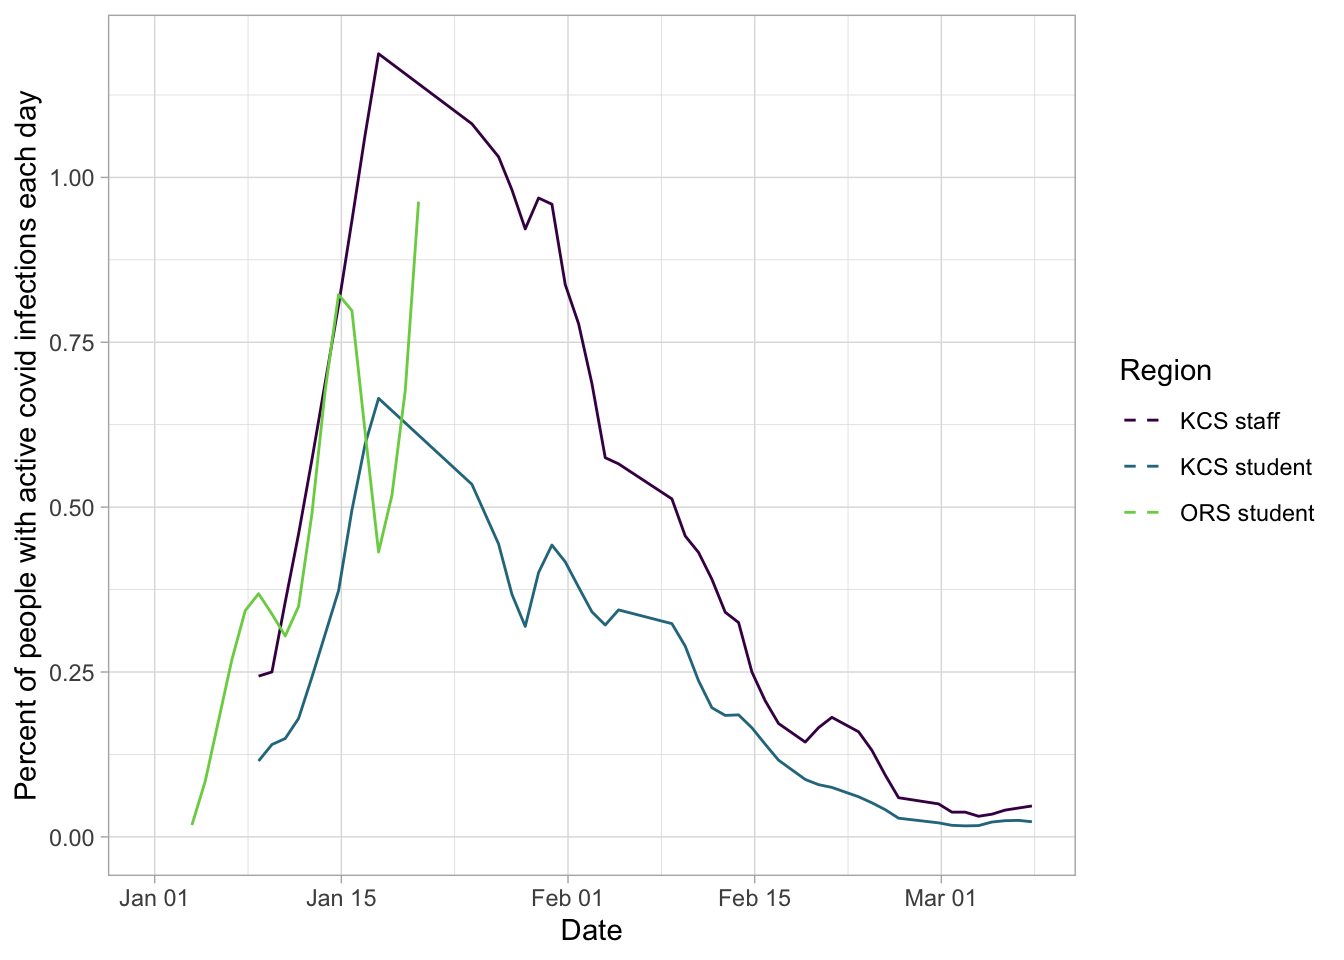 Percent of people with active covid infections each day
1.00
0.75
0.50
0.25
0.00
Jan 01
Jan 15
Feb 01
Feb 15
Mar 01
Date
Region
KCS staff
KCS student
ORS student